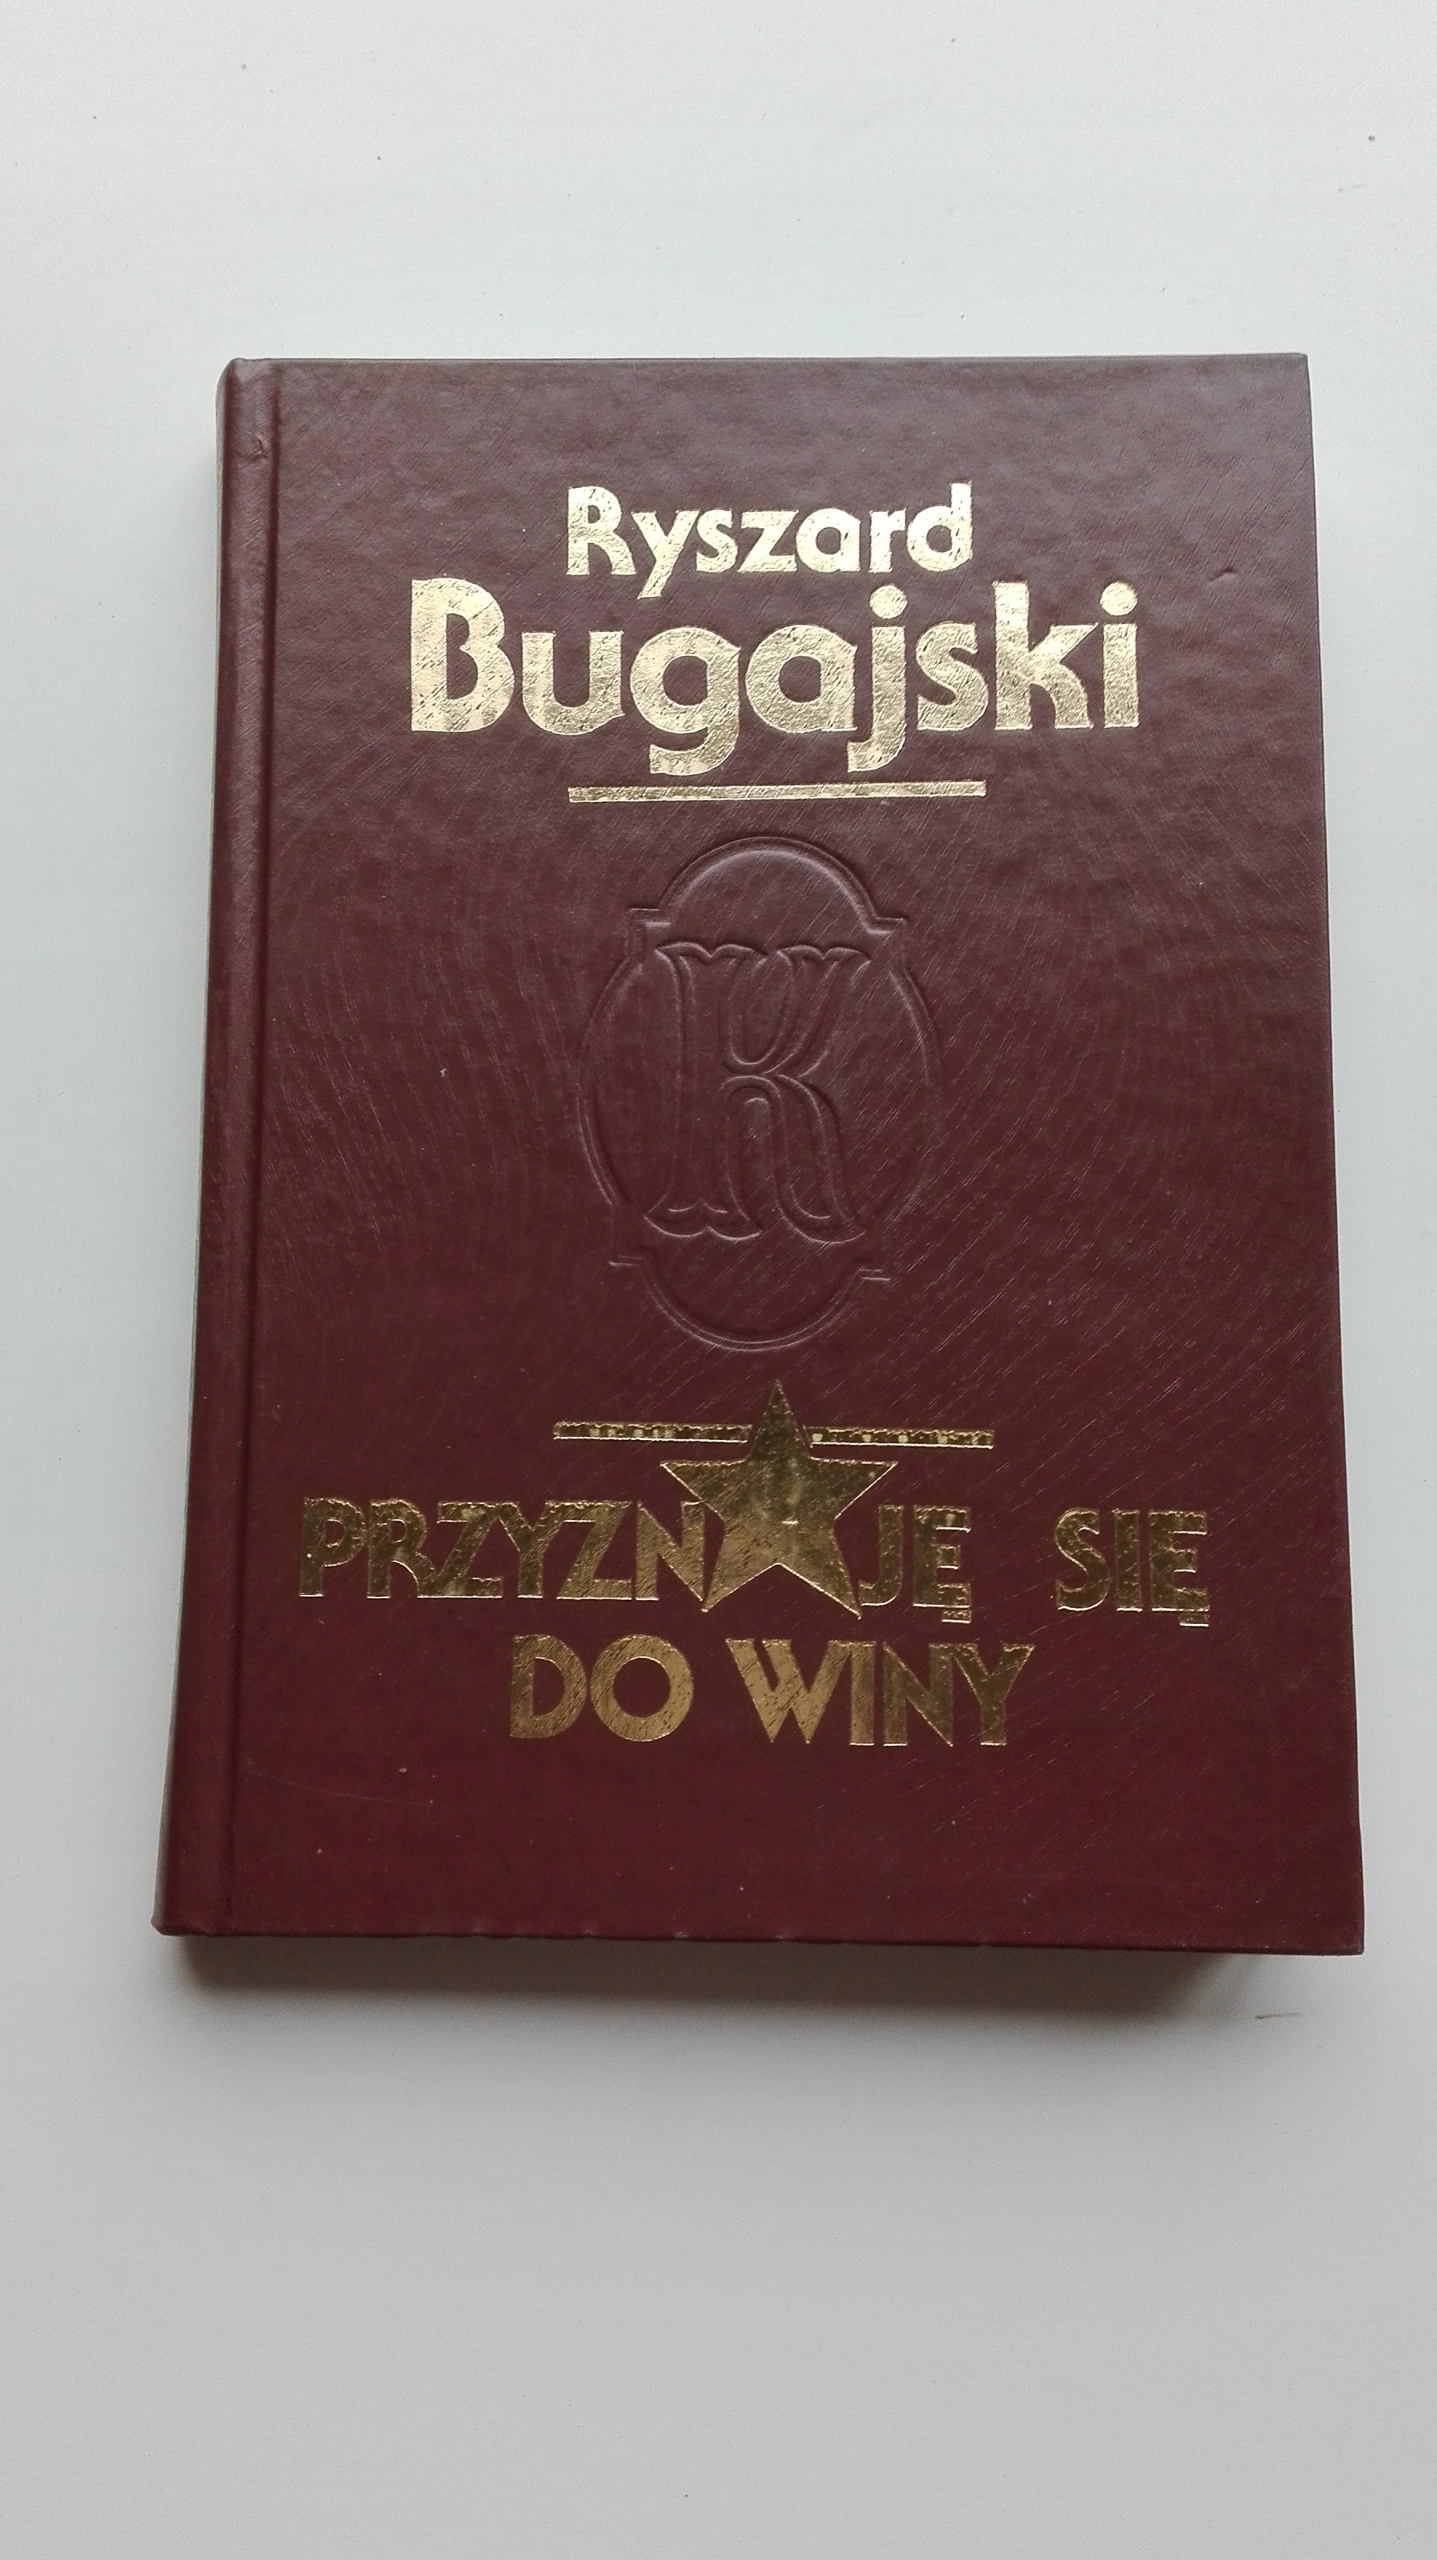 Ryszard
Bugajski
K
PRZYZNAJĘ SIĘ
DO WINY